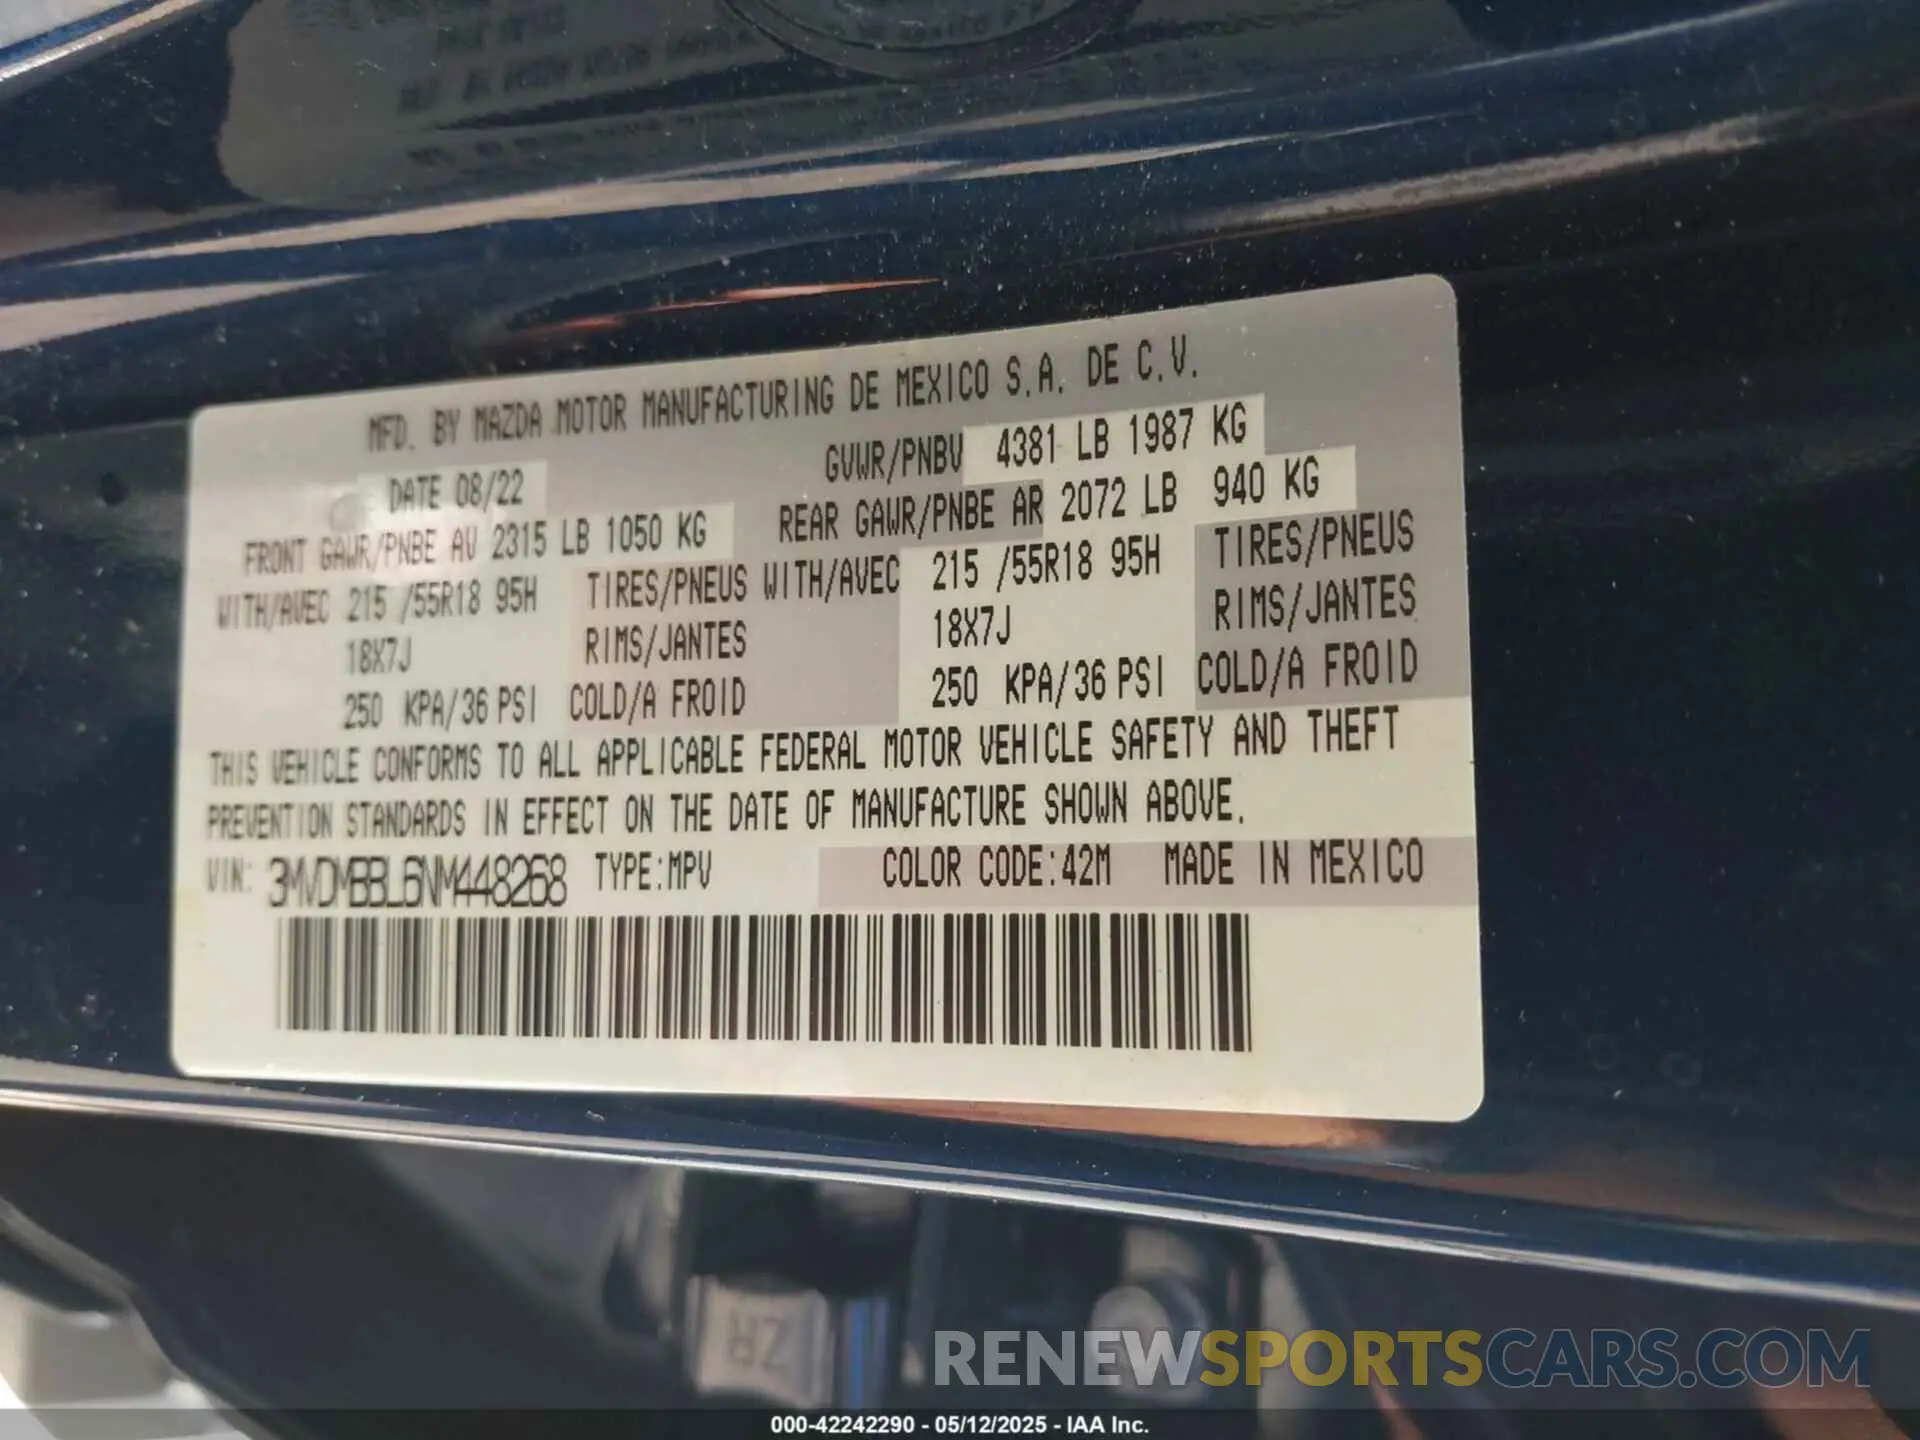 MFD. BY MAZDA MOTOR MANUFACTURING DE MEXICO S.A. DE C.V.
DATE 08/22 GVWR/PNBV 4381 LB 1987 KG
FRONT GAWR/PNBE AV 2315 LB 1050 KG REAR GAWR/PNBE AR 2072 LB 940 KG
WITH/AVEC 215 /55R18 95H TIRES/PNEUS WITH/AVEC 215 /55R18 95H TIRES/PNEUS
18X7J RIMS/JANTES 18X7J RIMS/JANTES
250 KPA/36 PSI COLD/A FROID 250 KPA/36 PSI COLD/A FROID
THIS VEHICLE CONFORMS TO ALL APPLICABLE FEDERAL MOTOR VEHICLE SAFETY AND THEFT
PREVENTION STANDARDS IN EFFECT ON THE DATE OF MANUFACTURE SHOWN ABOVE.
VIN: 3MVDMBBL6NM448268 TYPE:MPV COLOR CODE:42M MADE IN MEXICO
RENEWSPORTSCARS.COM
000-42242290 - 05/12/2025 - IAA Inc.